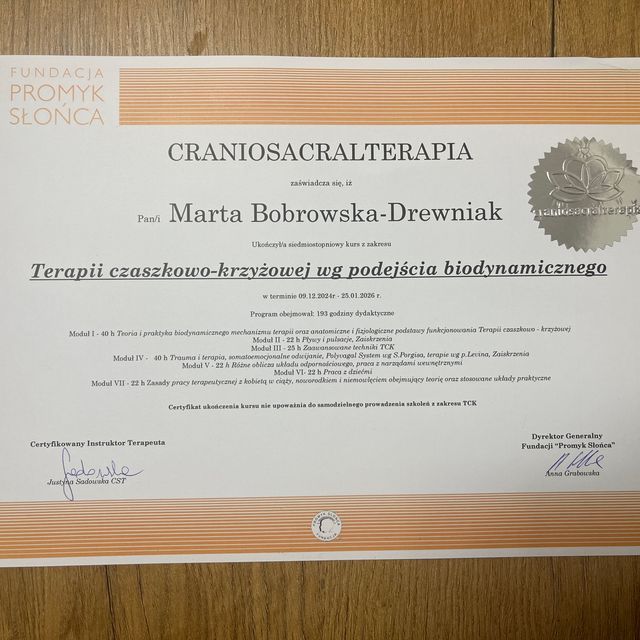 FUNDACJA
PROMYK
SŁOŃCA
CRANIOSACRALTERAPIA
zaświadcza się, iż
Pan/i Marta Bobrowska-Drewniak
Ukończył/a siedmiostopniowy kurs z zakresu
Terapii czaszkowo-krzyżowej wg podejścia biodynamicznego
w terminie 09.12.2024r - 25.01.2026 r.
Program obejmował: 193 godziny dydaktyczne
Moduł I - 40 h Teoria i praktyka biodynamicznego mechanizmu terapii oraz anatomiczne i fizjologiczne podstawy funkcjonowania Terapii czaszkowo - krzyżowej
Moduł II - 22 h Pływy i pulsacje, Zaiskrzenia
Moduł III - 25 h Zaawansowane techniki TCK
Moduł IV - 40 h Trauma i terapia, somatoemocjonalne odwijanie, Polyvagal System wg S.Porgisa, terapie wg p.Levina, Zaiskrzenia
Moduł V - 22 h Różne oblicza układu odpornościowego, praca z narządami wewnętrznymi
Moduł VI- 22 h Praca z dziećmi
Moduł VII - 22 h Zasady pracy terapeutycznej z kobietą w ciąży, noworodkiem i niemowlęciem obejmujący teorię oraz stosowane układy praktyczne
Certyfikat ukończenia kursu nie upoważnia do samodzielnego prowadzenia szkoleń z zakresu TCK
Certyfikowany Instruktor Terapeuta
Justyna Sadowska CST
Dyrektor Generalny
Fundacji "Promyk Słońca"
Anna Grabowska
craniosacralterapia